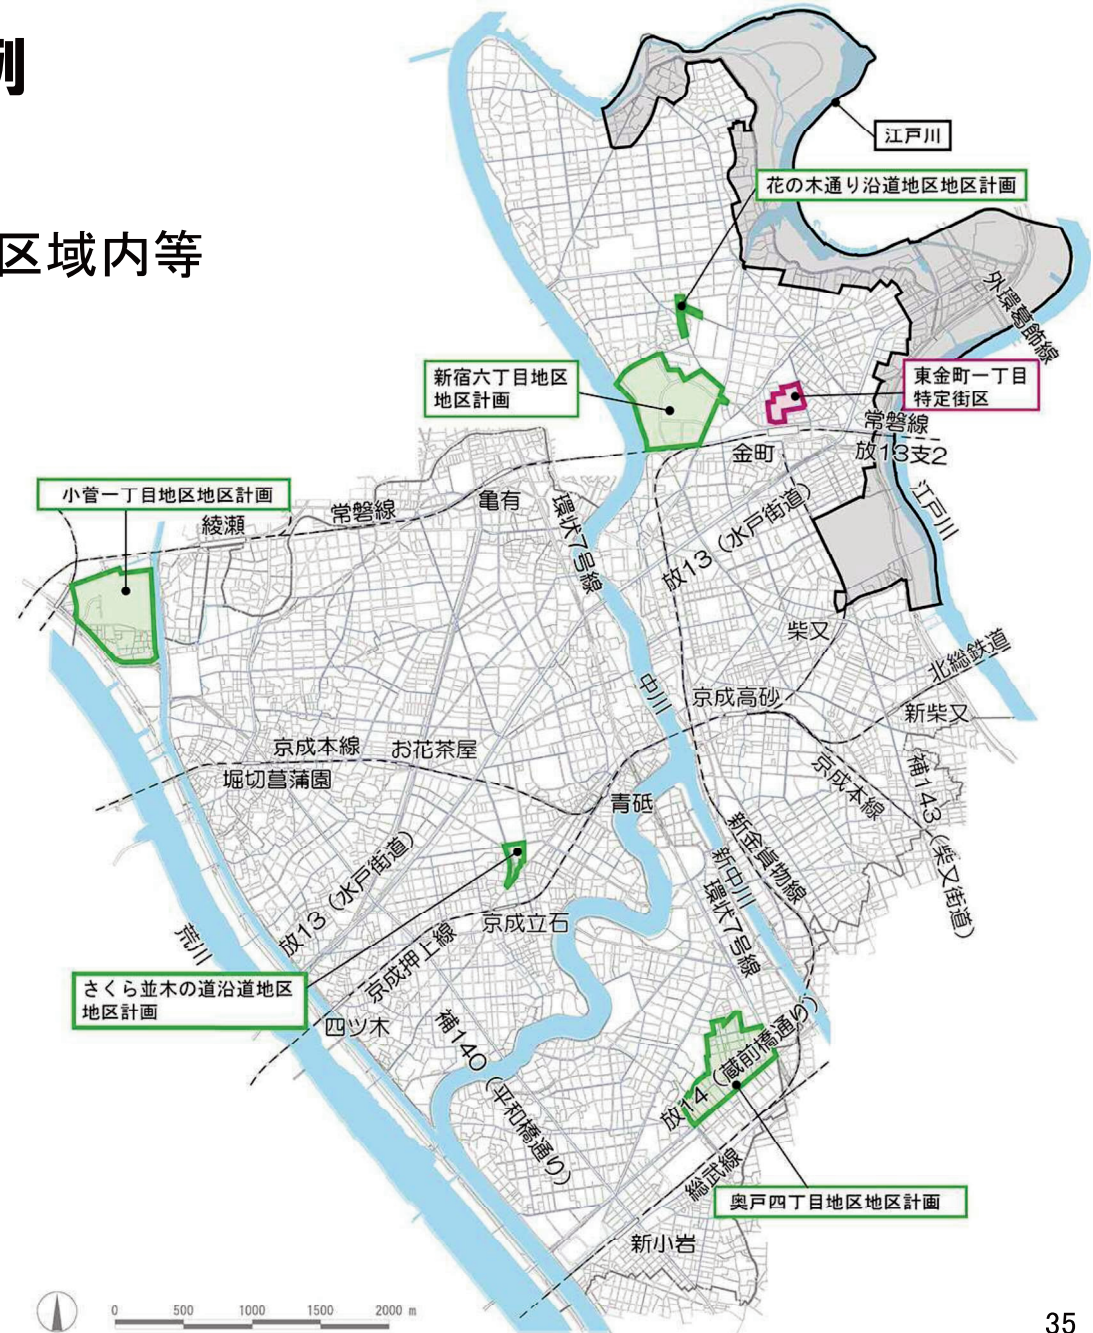 例
区域内等
江戸川
花の木通り沿道地区地区計画
外環葛飾線
新宿六丁目地区
地区計画
東金町一丁目
特定街区
常磐線
放13支2
金町
小菅一丁目地区地区計画
綾瀬
常磐線
亀有
環状7号線
放13（水戸街道）
江戸川
柴又
北総鉄道
中川
京成高砂
新柴又
京成本線
お花茶屋
堀切菖蒲園
青砥
京成本線
補143（柴又街道）
新金貨物線
新中川
環状7号線
放13（水戸街道）
京成立石
京成押上線
荒川
さくら並木の道沿道地区
地区計画
四ツ木
補140（平和橋通り）
放14（蔵前橋通り）
総武線
奥戸四丁目地区地区計画
新小岩
0 500 1000 1500 2000 m
35